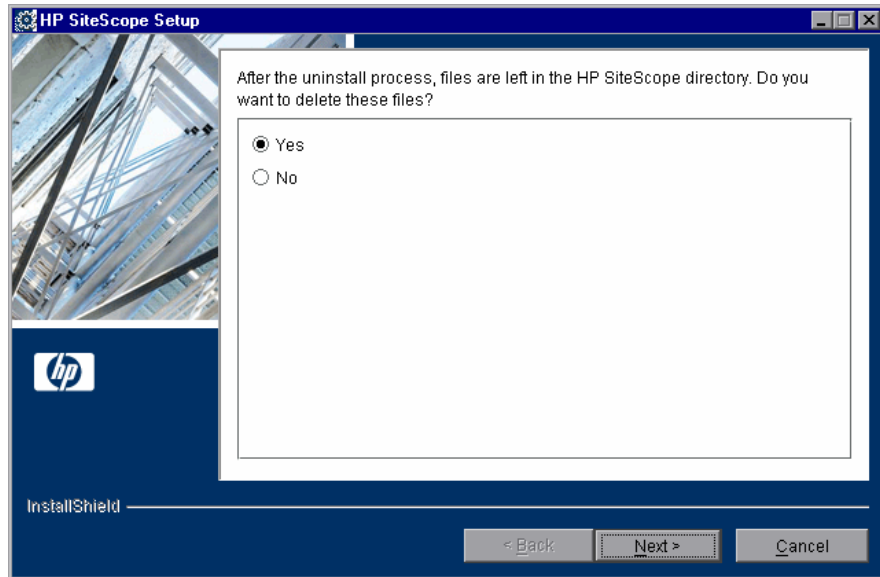 HP SiteScope Setup
After the uninstall process, files are left in the HP SiteScope directory. Do you
want to delete these files?
Yes
No
hp
InstallShield
< Back
Next >
Cancel